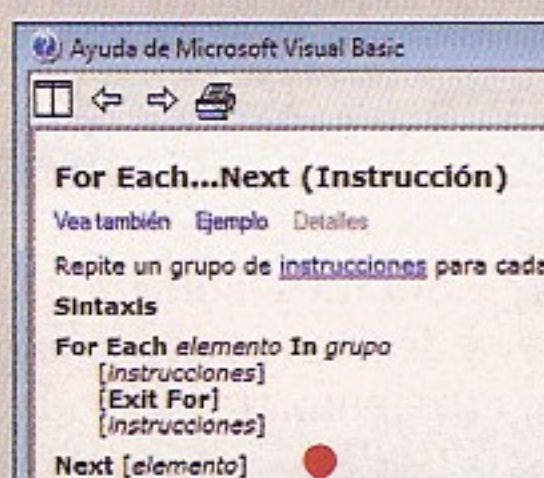 Ayuda de Microsoft Visual Basic
For Each...Next (Instrucción)
Vea también Ejemplo Detalles
Repite un grupo de instrucciones para cada
Sintaxis
For Each elemento In grupo
[instrucciones]
[Exit For]
[instrucciones]
Next [elemento]